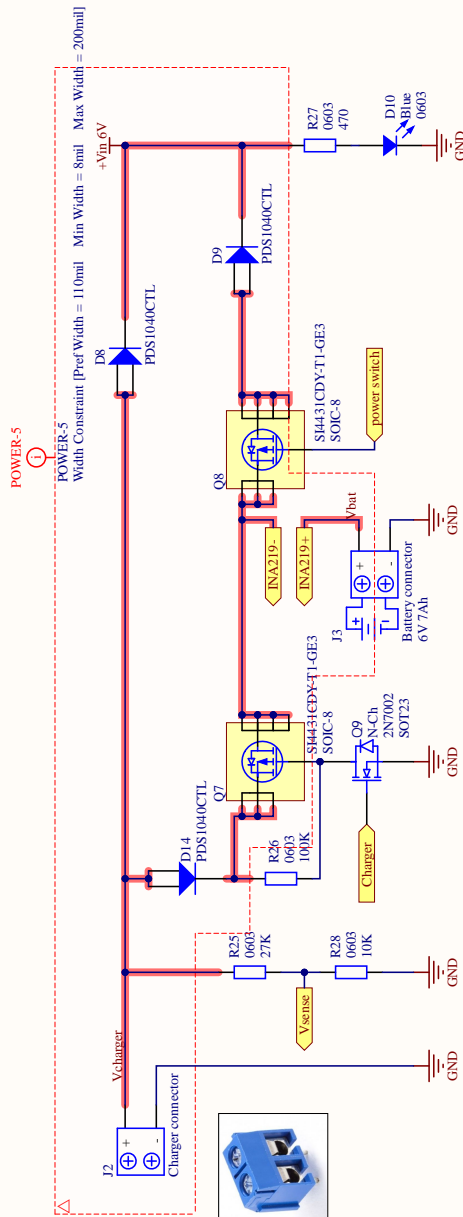 POWER-5
POWER-5
Width Constraint [Pref Width = 110mil    Min Width = 8mil    Max Width = 200mil]
+Vin 6V
D8
PDS1040CTL
D9
PDS1040CTL
R27
0603
470
D10
Blue
0603
GND
Q8
SI4431CDY-T1-GE3
SOIC-8
power switch
INA219-
INA219+
Vbat
J3
+
-
Battery connector
6V 7Ah
GND
Q7
SI4431CDY-T1-GE3
SOIC-8
D14
PDS1040CTL
R26
0603
100K
Q9
N-Ch
2N7002
SOT23
Charger
GND
R25
0603
27K
Vsense
R28
0603
10K
GND
Vcharger
J2
+
-
Charger connector
GND